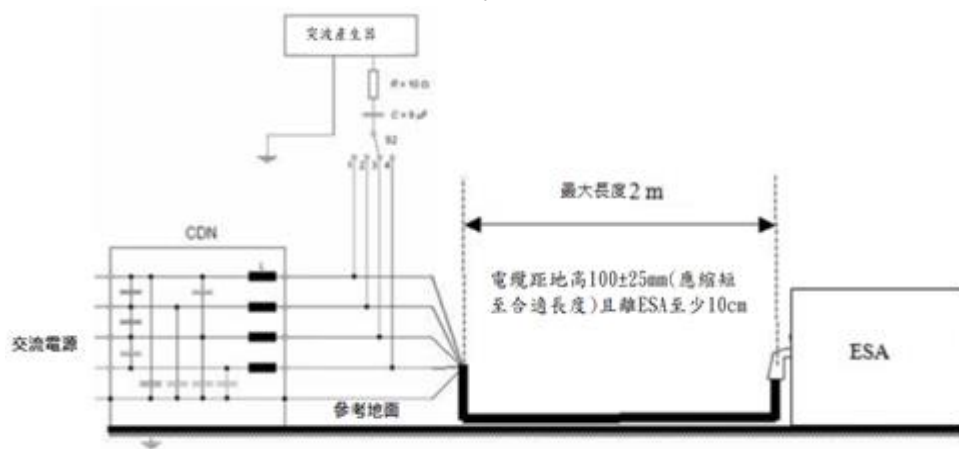 突波產生器
R = 10 Ω
C = 9 μF
S2
1 2 3 4
最大長度2 m
CDN
L
電纜距地高100±25mm(應縮短
至合適長度)且離ESA至少10cm
交流電源
ESA
參考地面